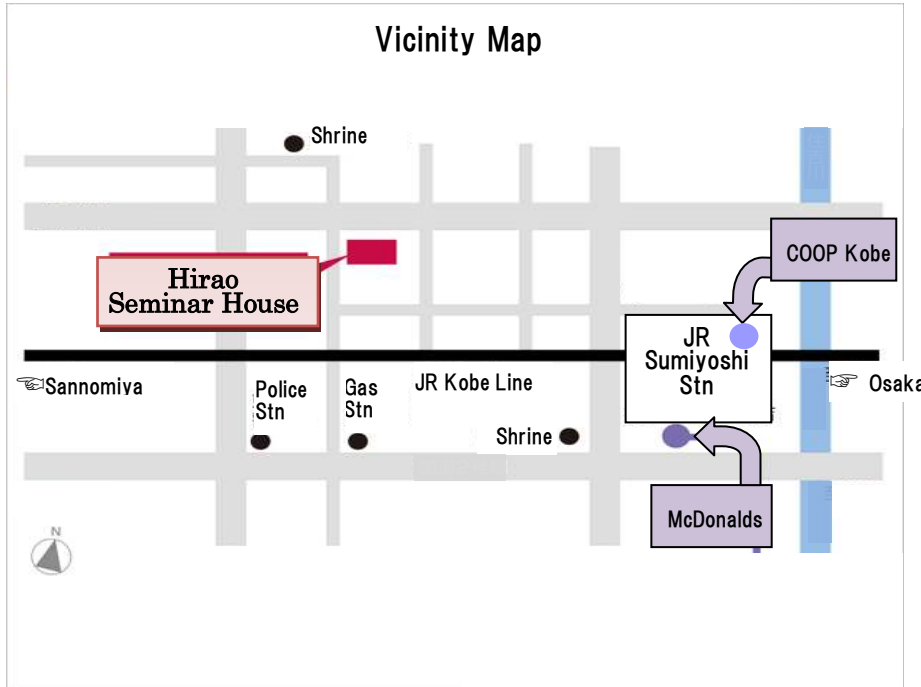 Vicinity Map
Shrine
COOP Kobe
Hirao
Seminar House
JR
Sumiyoshi
Stn
☜Sannomiya
Police
Stn
Gas
Stn
JR Kobe Line
☞ Osaka
Shrine
McDonalds
N